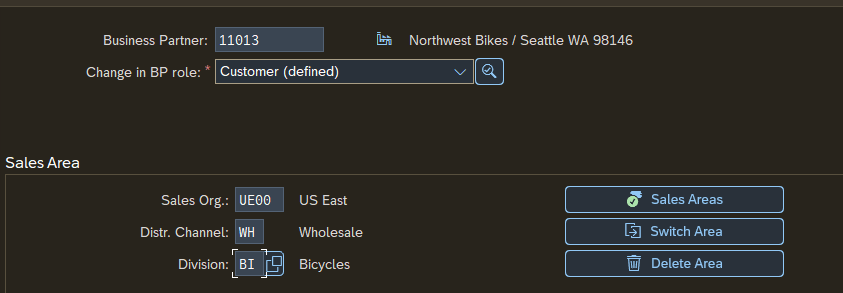 Business Partner: 11013 Northwest Bikes / Seattle WA 98146
Change in BP role: * Customer (defined)
Sales Area
Sales Org.: UE00 US East Sales Areas
Distr. Channel: WH Wholesale Switch Area
Division: BI Bicycles Delete Area